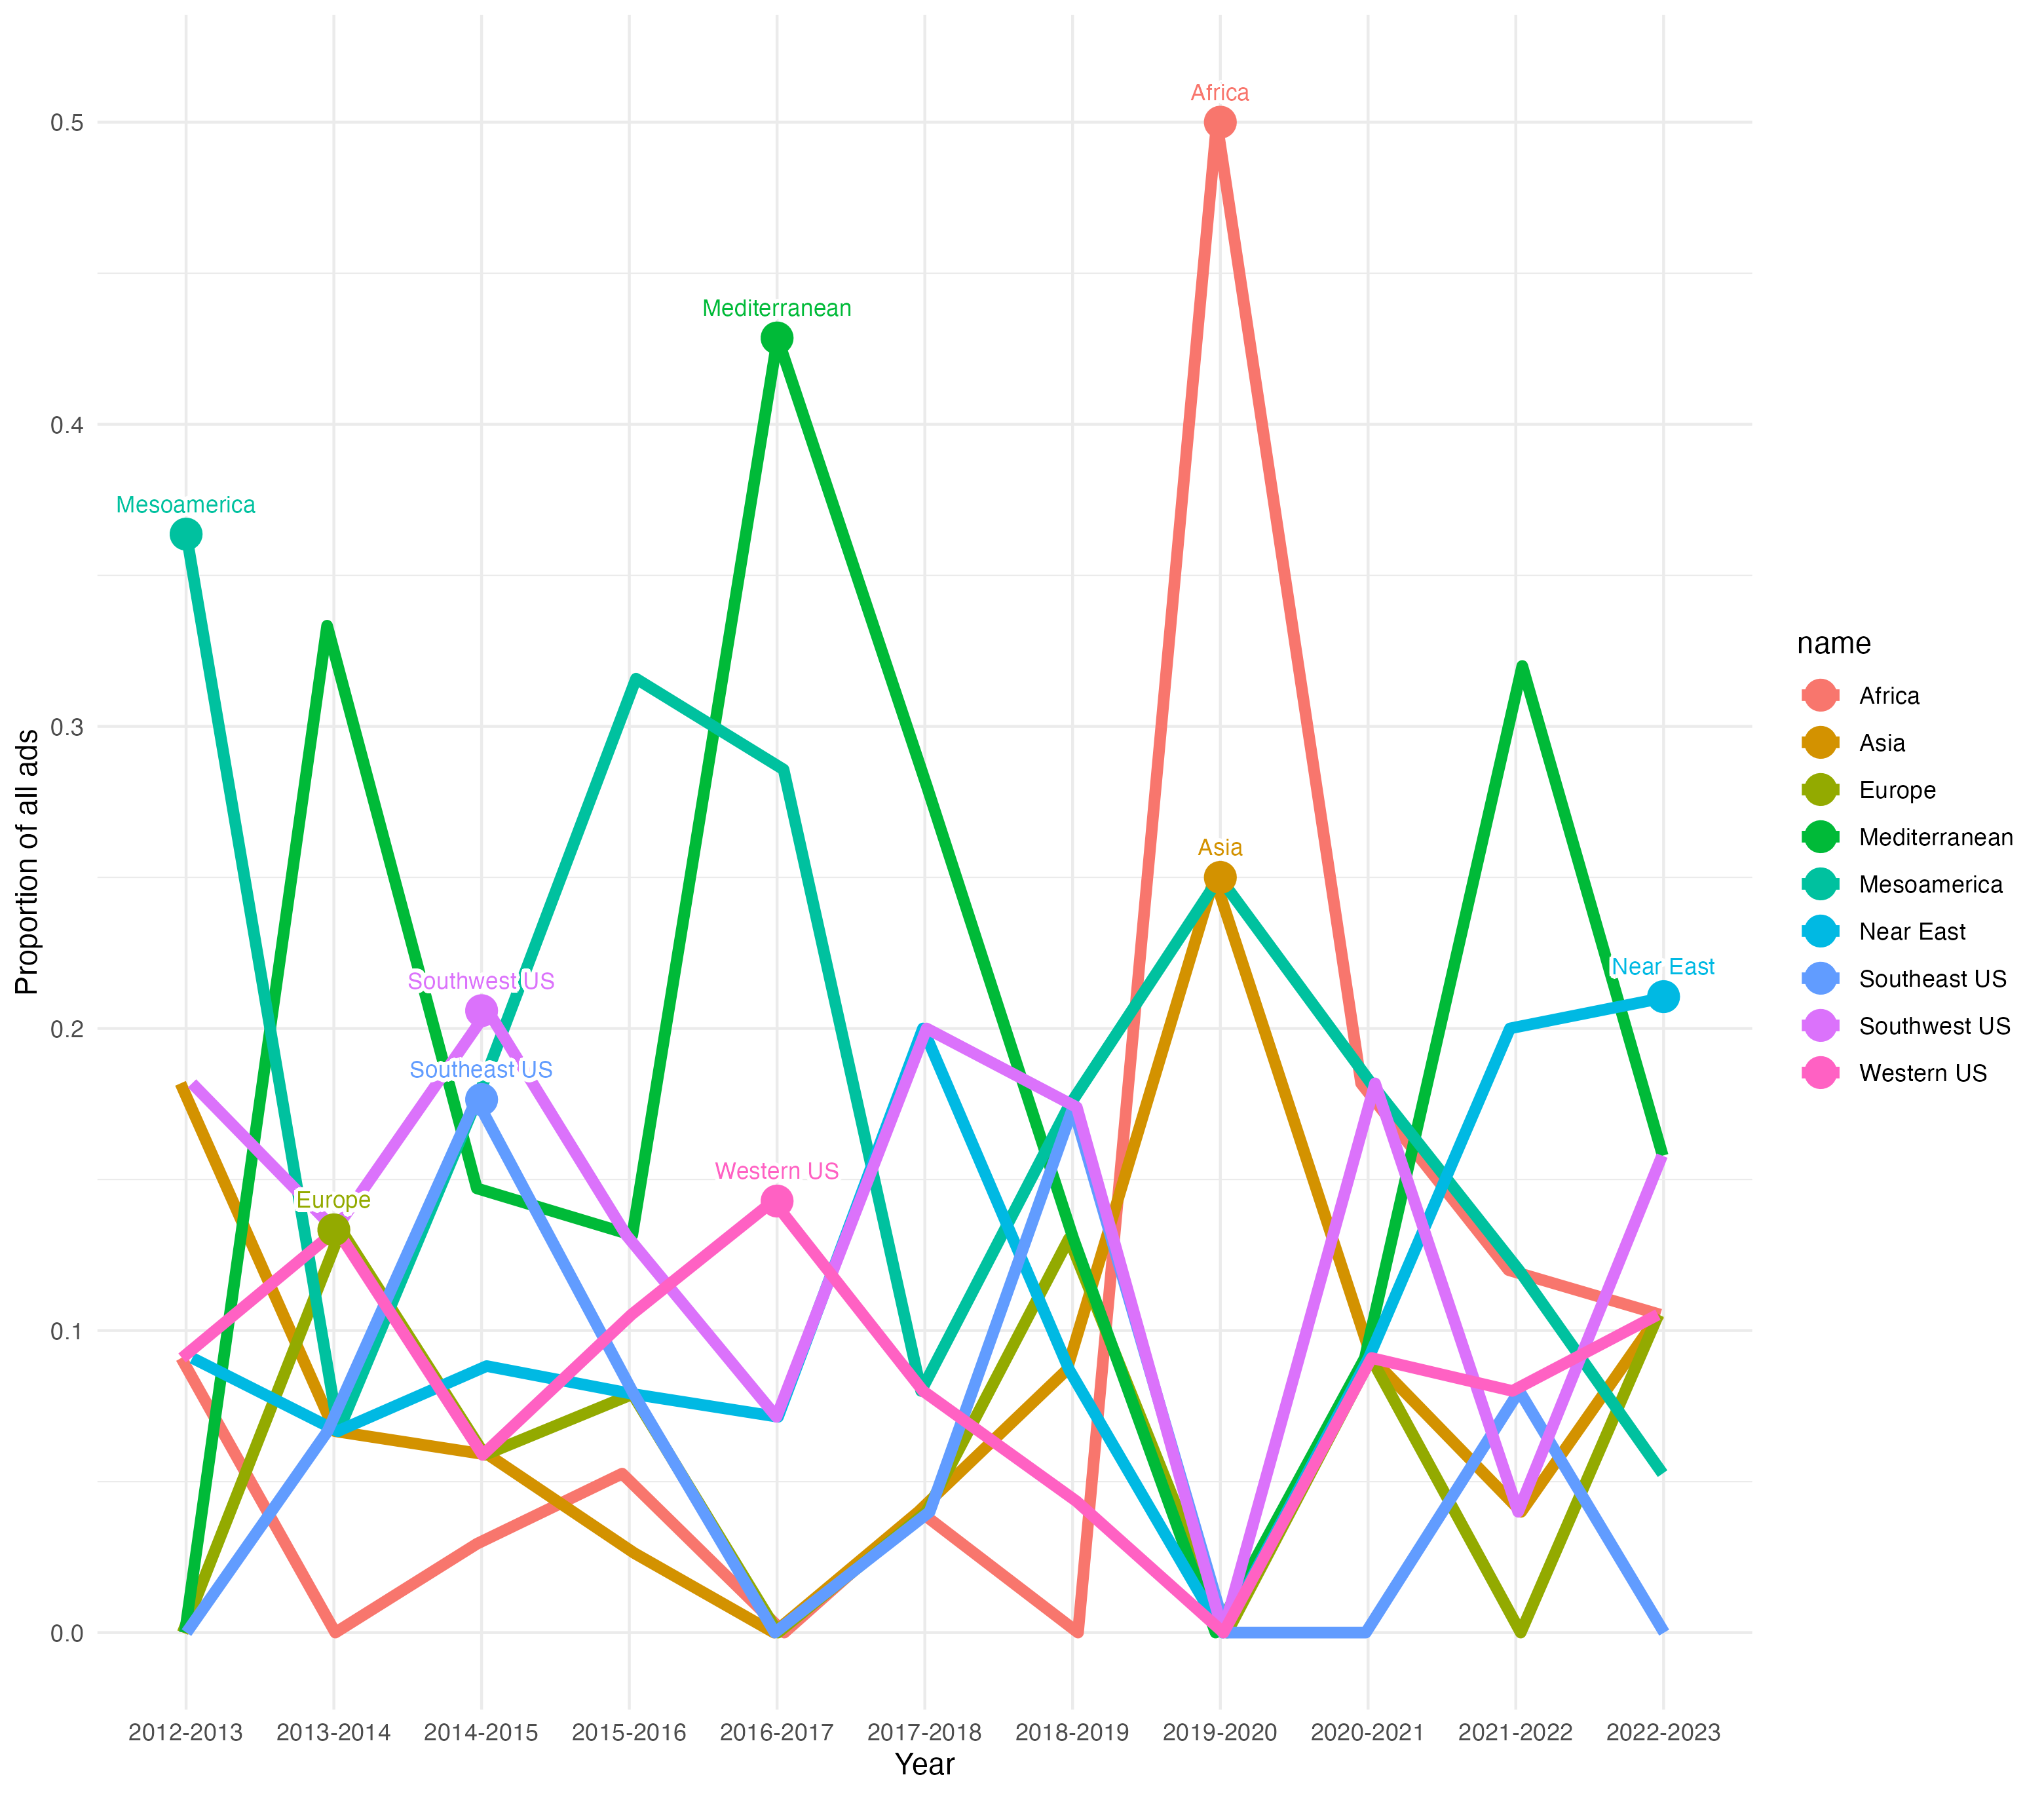 Africa
0.5
Mediterranean
0.4
Mesoamerica
0.3
Asia
Southwest US
Near East
0.2
Southeast US
Western US
Europe
0.1
0.0
Proportion of all ads
2012-2013 2013-2014 2014-2015 2015-2016 2016-2017 2017-2018 2018-2019 2019-2020 2020-2021 2021-2022 2022-2023
Year
name
Africa
Asia
Europe
Mediterranean
Mesoamerica
Near East
Southeast US
Southwest US
Western US